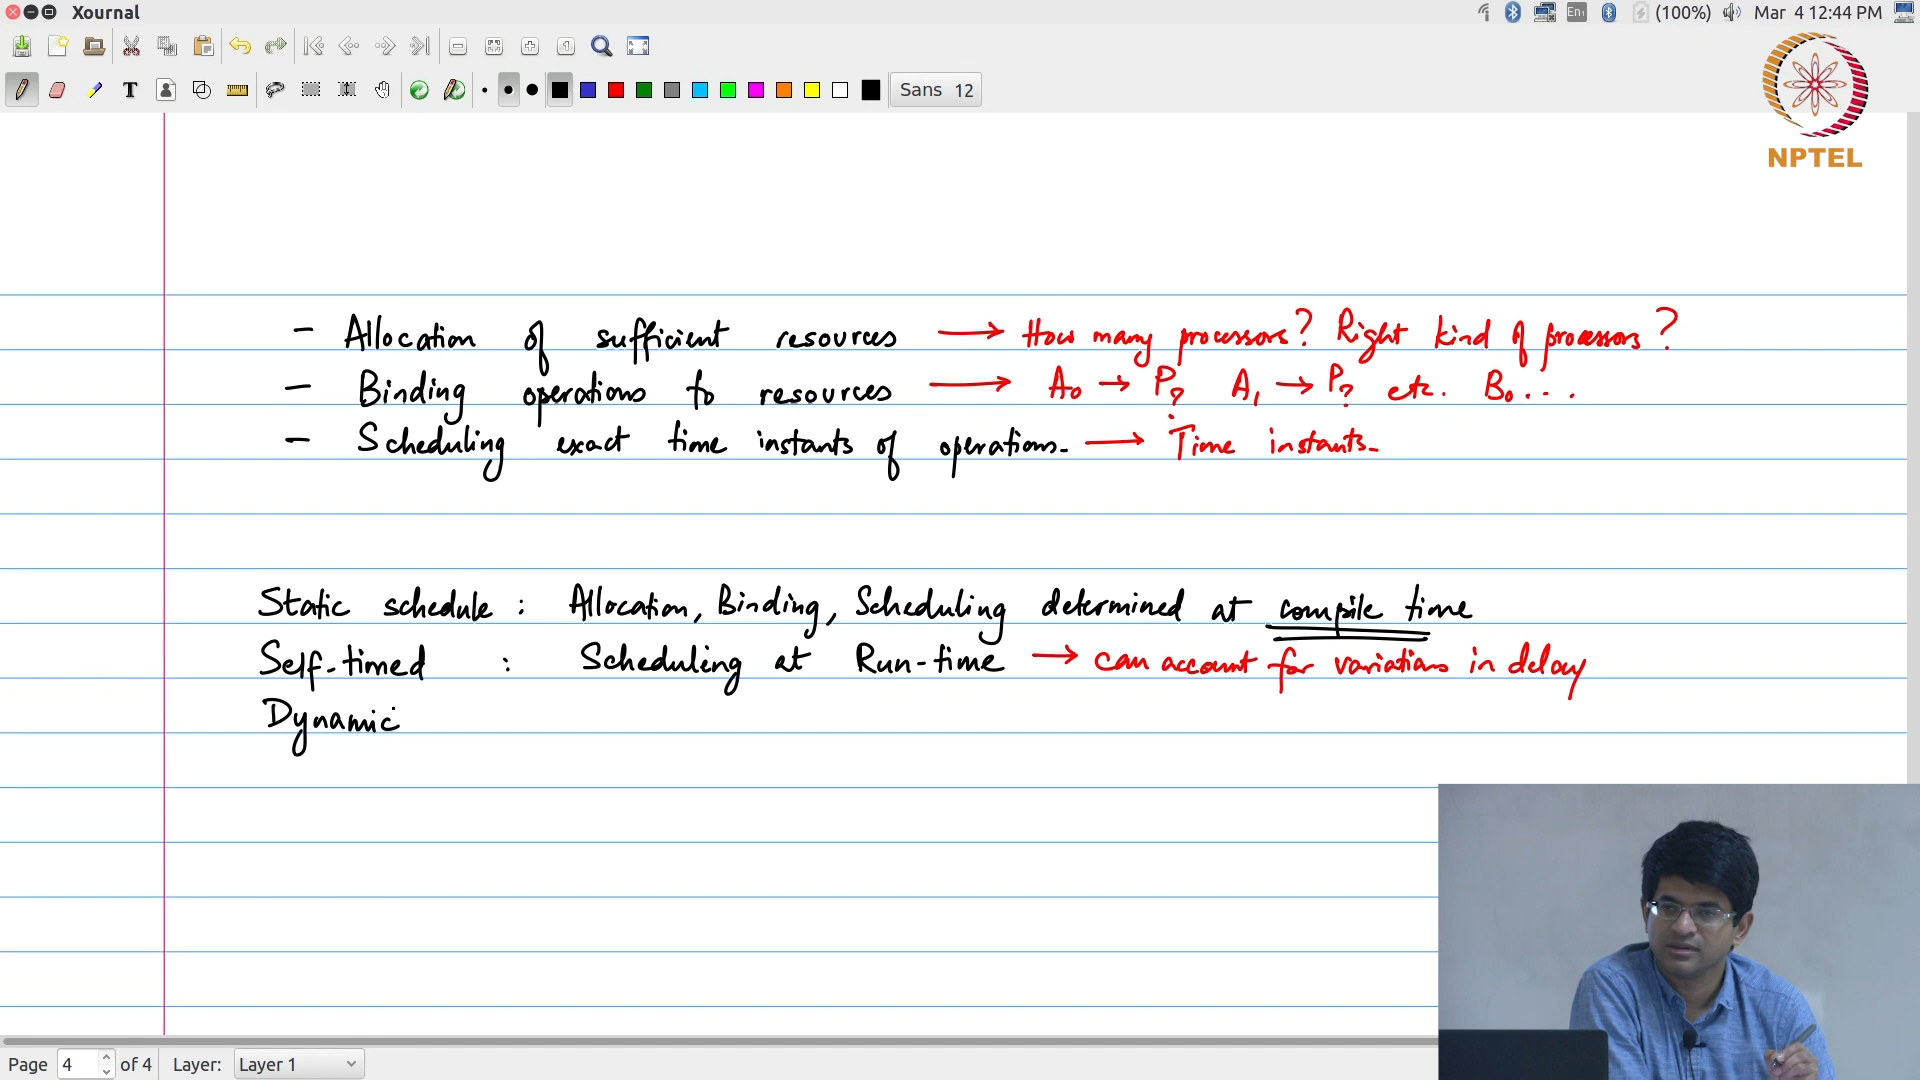 Xournal
En₁ (100%) Mar 4 12:44 PM
Sans 12
NPTEL
- Allocation of sufficient resources → How many processors? Right kind of processors?
- Binding operations to resources → A₀ → P? A₁ → P? etc. B₀...
- Scheduling exact time instants of operations. → Time instants.
Static schedule : Allocation, Binding, Scheduling determined at compile time
Self-timed : Scheduling at Run-time → can account for variations in delay
Dynamic
Page 4 of 4 Layer: Layer 1